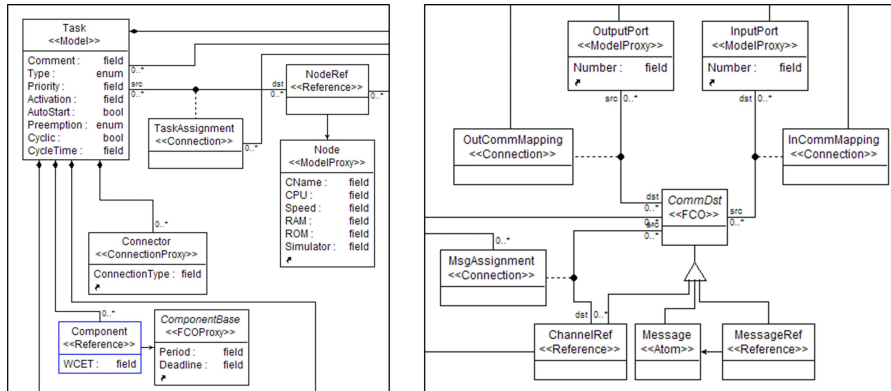 Task
<<Model>>
Comment : field
Type : enum
Priority : field
Activation : field
AutoStart : bool
Preemption : enum
Cyclic : bool
CycleTime : field
0..*
src
0..*
dst
0..*
NodeRef
<<Reference>>
0..*
TaskAssignment
<<Connection>>
0..*
Node
<<ModelProxy>>
CName : field
CPU : field
Speed : field
RAM : field
ROM : field
Simulator : field
0..*
Connector
<<ConnectionProxy>>
ConnectionType : field
0..*
Component
<<Reference>>
WCET : field
ComponentBase
<<FCOProxy>>
Period : field
Deadline : field
OutputPort
<<ModelProxy>>
Number : field
InputPort
<<ModelProxy>>
Number : field
src 0..*
dst 0..*
OutCommMapping
<<Connection>>
InCommMapping
<<Connection>>
dst
0..*
CommDst
<<FCO>>
src
0..*
0..*
src
0..*
0..*
MsgAssignment
<<Connection>>
dst 0..*
ChannelRef
<<Reference>>
Message
<<Atom>>
MessageRef
<<Reference>>